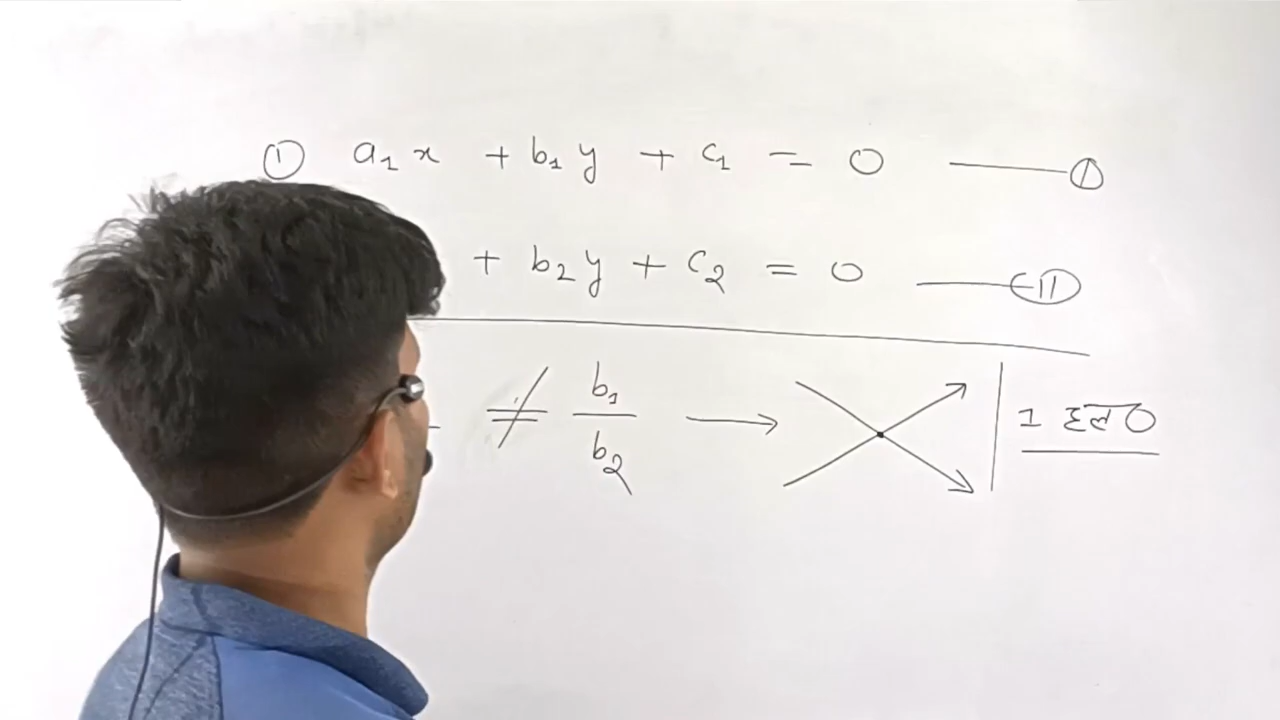 ① a₁x + b₁y + c₁ = 0 —— Ⓘ
+ b₂y + c₂ = 0 —— ⒾⒾ
≠ b₁/b₂ → 1 हल